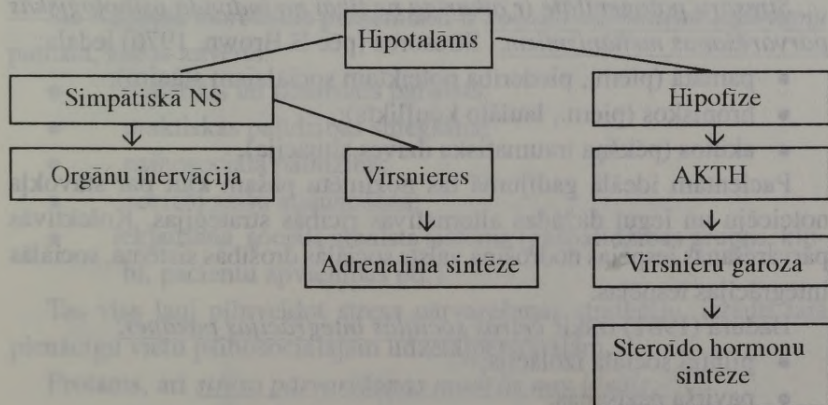 Hipotalāms
Simpātiskā NS
Hipofīze
Orgānu inervācija
Virsnieres
AKTH
Adrenalīna sintēze
Virsnieru garoza
Steroīdo hormonu
sintēze